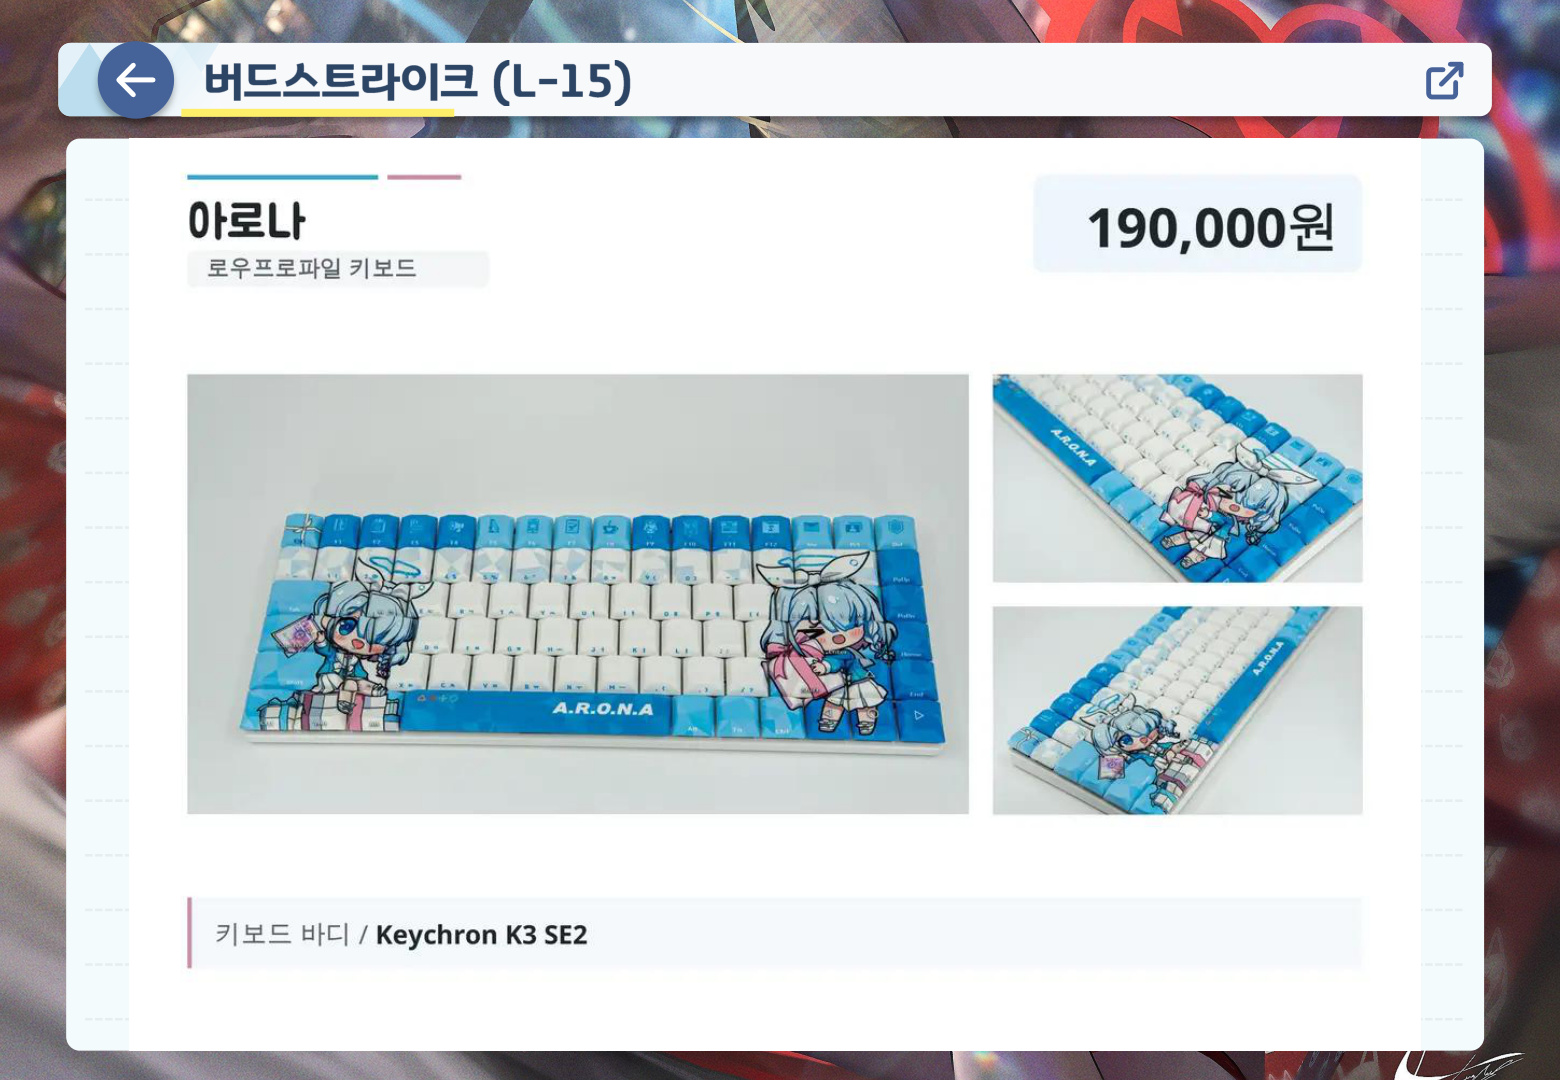 버드스트라이크 (L-15)
아로나
190,000원
로우프로파일 키보드
A.R.O.N.A
A.R.O.N.A
A.R.O.N.A
키보드 바디 / Keychron K3 SE2